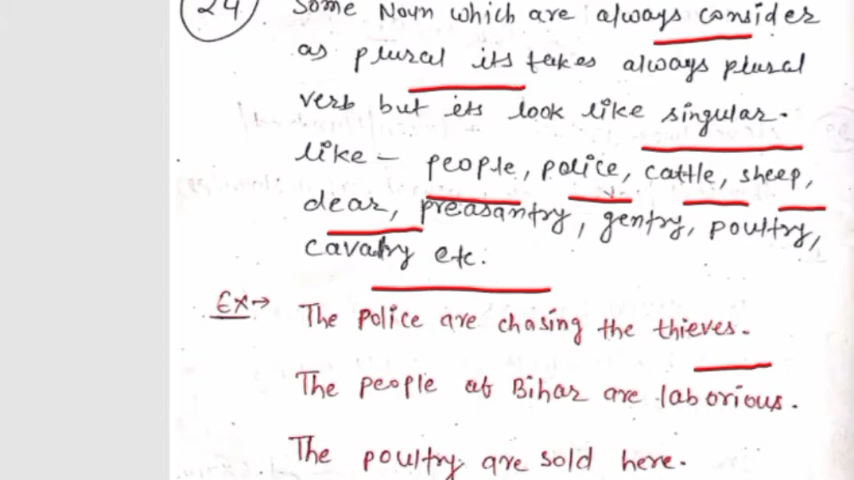 24 Some Noun which are always consider
as plural its takes always plural
verb but its look like singular.
like - people, police, cattle, sheep,
dear, preasantry, gentry, poultry,
cavalry etc.
Ex→ The police are chasing the thieves.
The people of Bihar are laborious.
The poultry are sold here.